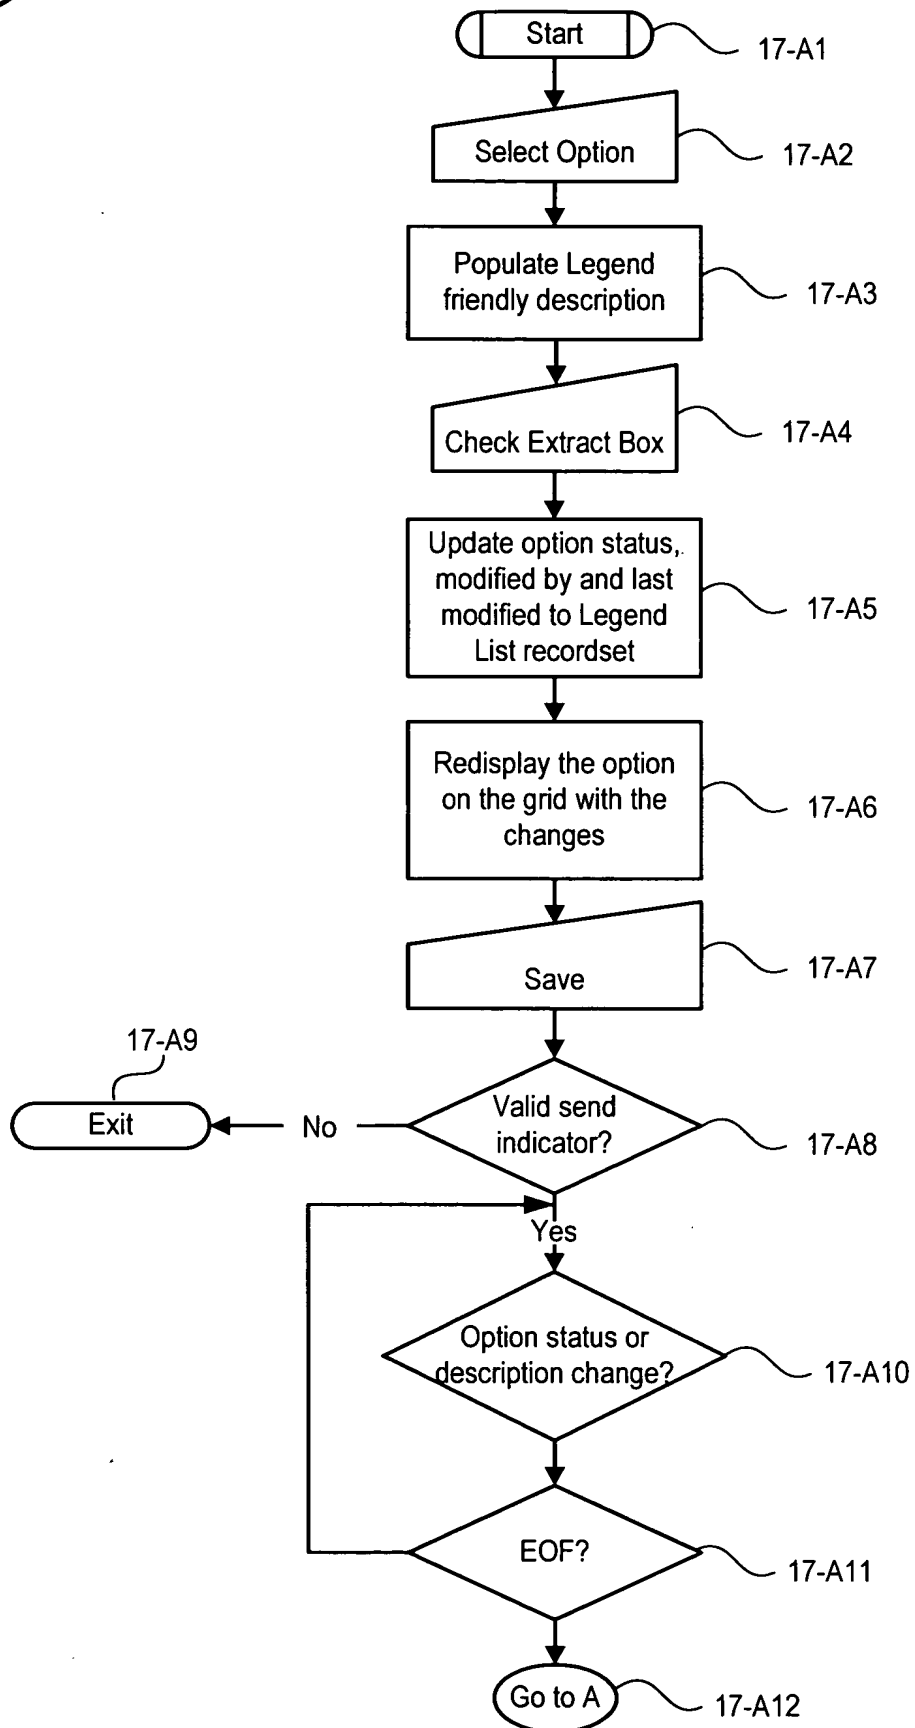 Start
17-A1
Select Option
17-A2
Populate Legend
friendly description
17-A3
Check Extract Box
17-A4
Update option status,
modified by and last
modified to Legend
List recordset
17-A5
Redisplay the option
on the grid with the
changes
17-A6
Save
17-A7
17-A9
Exit
No
Valid send
indicator?
17-A8
Yes
Option status or
description change?
17-A10
EOF?
17-A11
Go to A
17-A12